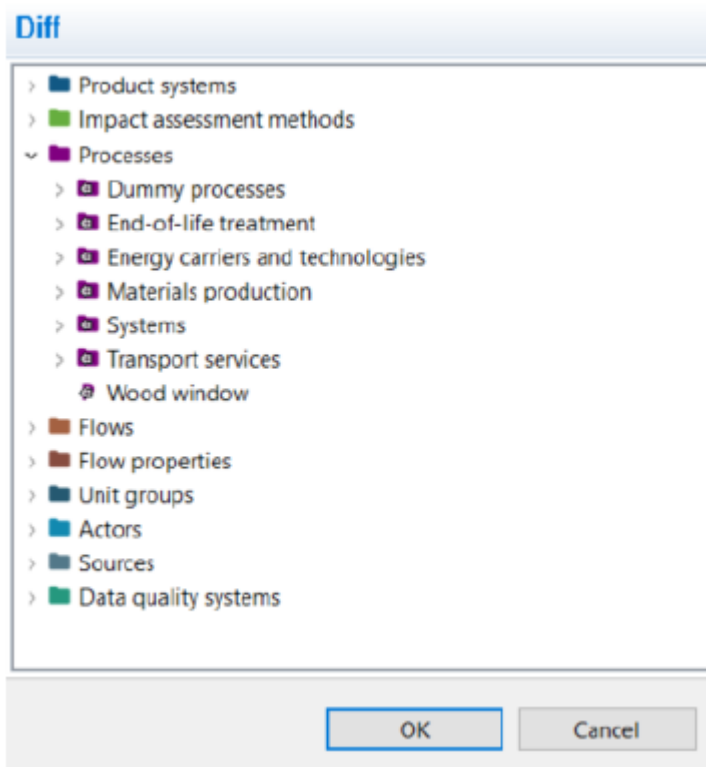 Diff
Product systems
Impact assessment methods
Processes
Dummy processes
End-of-life treatment
Energy carriers and technologies
Materials production
Systems
Transport services
Wood window
Flows
Flow properties
Unit groups
Actors
Sources
Data quality systems
OK
Cancel